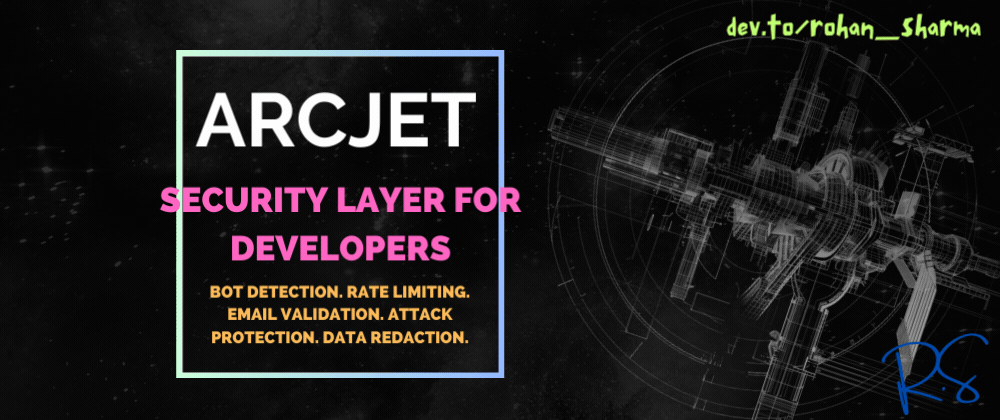 dev.to/rohan_sharma
ARCJET
SECURITY LAYER FOR
DEVELOPERS
BOT DETECTION. RATE LIMITING.
EMAIL VALIDATION. ATTACK
PROTECTION. DATA REDACTION.
R.S